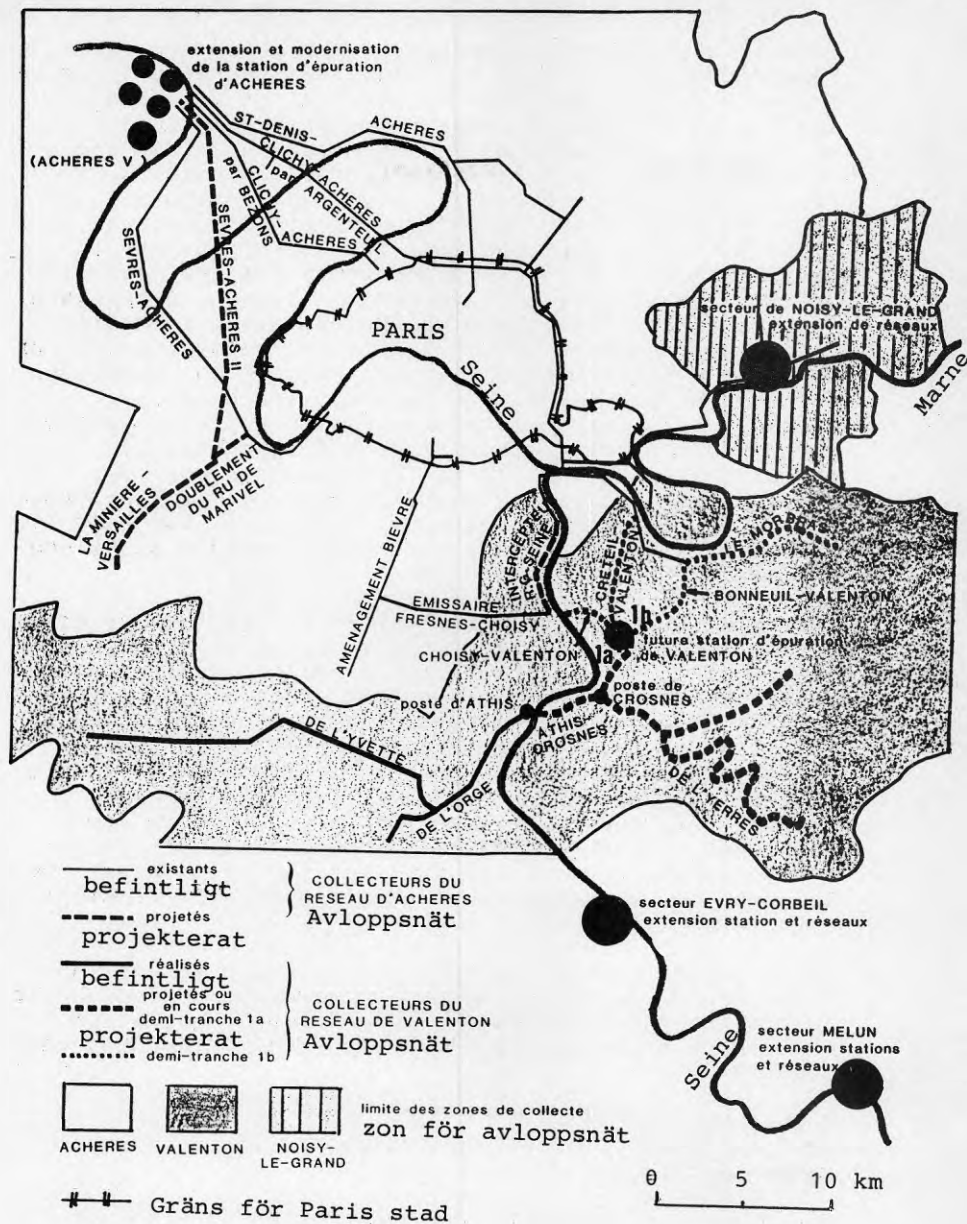 extension et modernisation
de la station d'épuration
d'ACHERES
(ACHERES V)
ST-DENIS-
ACHERES
CLICHY-ACHERES
par ARGENTEUIL
CLICHY-
ACHERES
par BEZONS
SEVRES-ACHERES
SEVRES-ACHERES II
PARIS
Seine
secteur de NOISY-LE-GRAND
extension de réseaux
Marne
LA MINIERE-
VERSAILLES
DOUBLEMENT
DU RU DE
MARIVEL
AMENAGEMENT BIEVRE
INTERCEPTEL
R.G-SEINE
CRETEIL
VALENTON
LE-MORBRAS
BONNEUIL-VALENTON
EMISSAIRE
FRESNES-CHOISY
1b
CHOISY-VALENTON
1a
future station d'épuration
de VALENTON
poste d'ATHIS
poste de
CROSNES
ATHIS
CROSNES
DE L'YVETTE
DE L'ORGE
DE L'YERRES
existants
befintligt
projetés
projekterat
COLLECTEURS DU
RESEAU D'ACHERES
Avloppsnät
réalisés
befintligt
projetés ou
en cours
demi-tranche 1a
projekterat
demi-tranche 1b
COLLECTEURS DU
RESEAU DE VALENTON
Avloppsnät
secteur EVRY-CORBEIL
extension station et réseaux
secteur MELUN
extension stations
et réseaux
Seine
ACHERES
VALENTON
NOISY-
LE-GRAND
limite des zones de collecte
zon för avloppsnät
0 5 10 km
Gräns för Paris stad